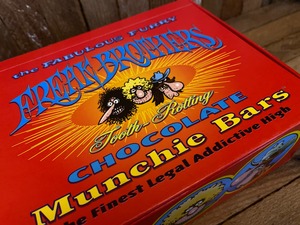 the FABULOUS FURRY
FREAK BROTHERS
Tooth-Rotting
CHOCOLATE
Munchie Bars
The Finest Legal Addictive High